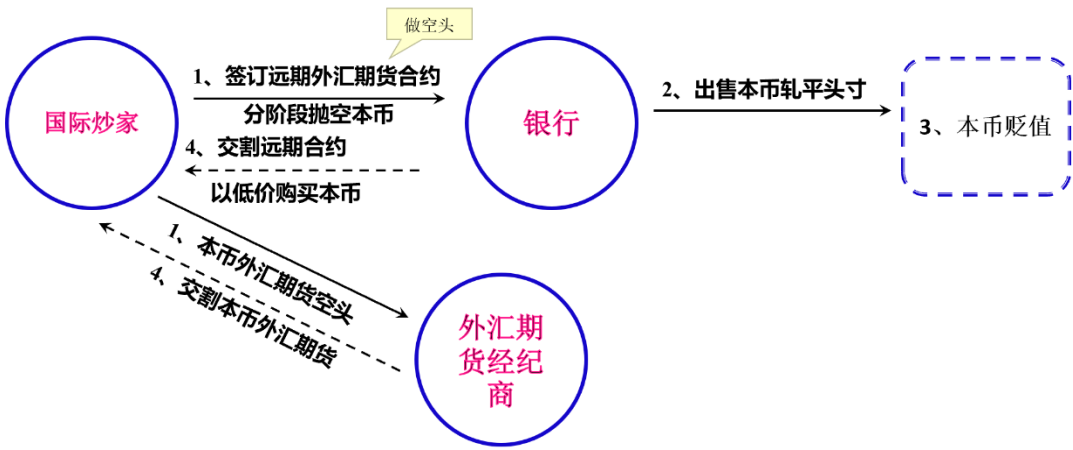 做空头
1、签订远期外汇期货合约
分阶段抛空本币
国际炒家
银行
2、出售本币轧平头寸
3、本币贬值
4、交割远期合约
以低价购买本币
1、本币外汇期货空头
4、交割本币外汇期货
外汇期
货经纪
商